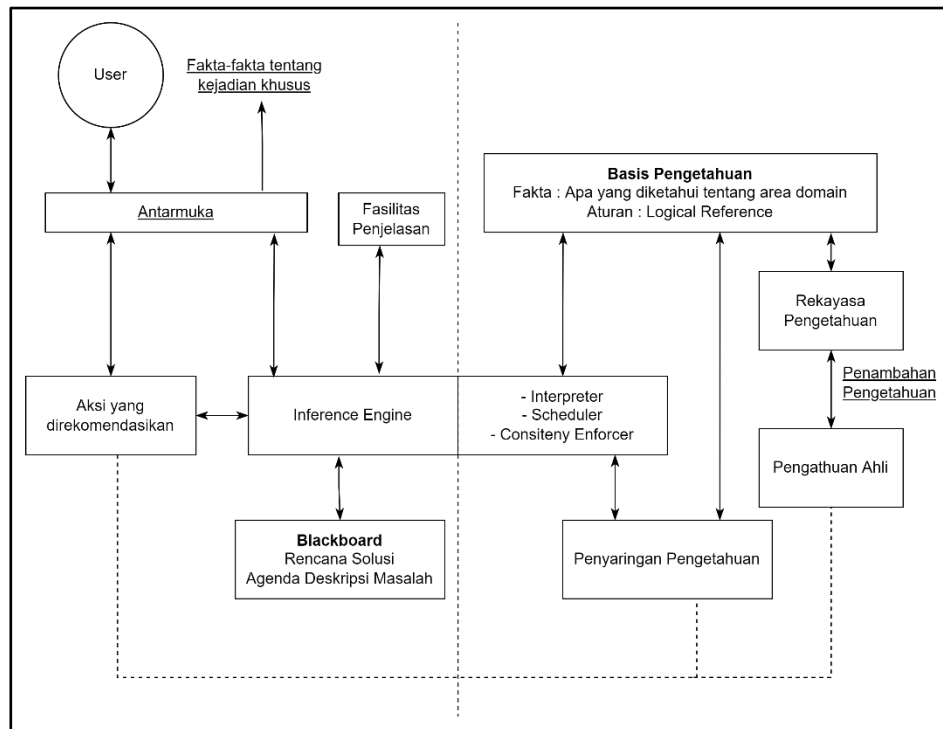 User
Fakta-fakta tentang
kejadian khusus
Antarmuka
Fasilitas
Penjelasan
Basis Pengetahuan
Fakta : Apa yang diketahui tentang area domain
Aturan : Logical Reference
Rekayasa
Pengetahuan
Penambahan
Pengetahuan
Aksi yang
direkomendasikan
Inference Engine
- Interpreter
- Scheduler
- Consiteny Enforcer
Pengathuan Ahli
Blackboard
Rencana Solusi
Agenda Deskripsi Masalah
Penyaringan Pengetahuan